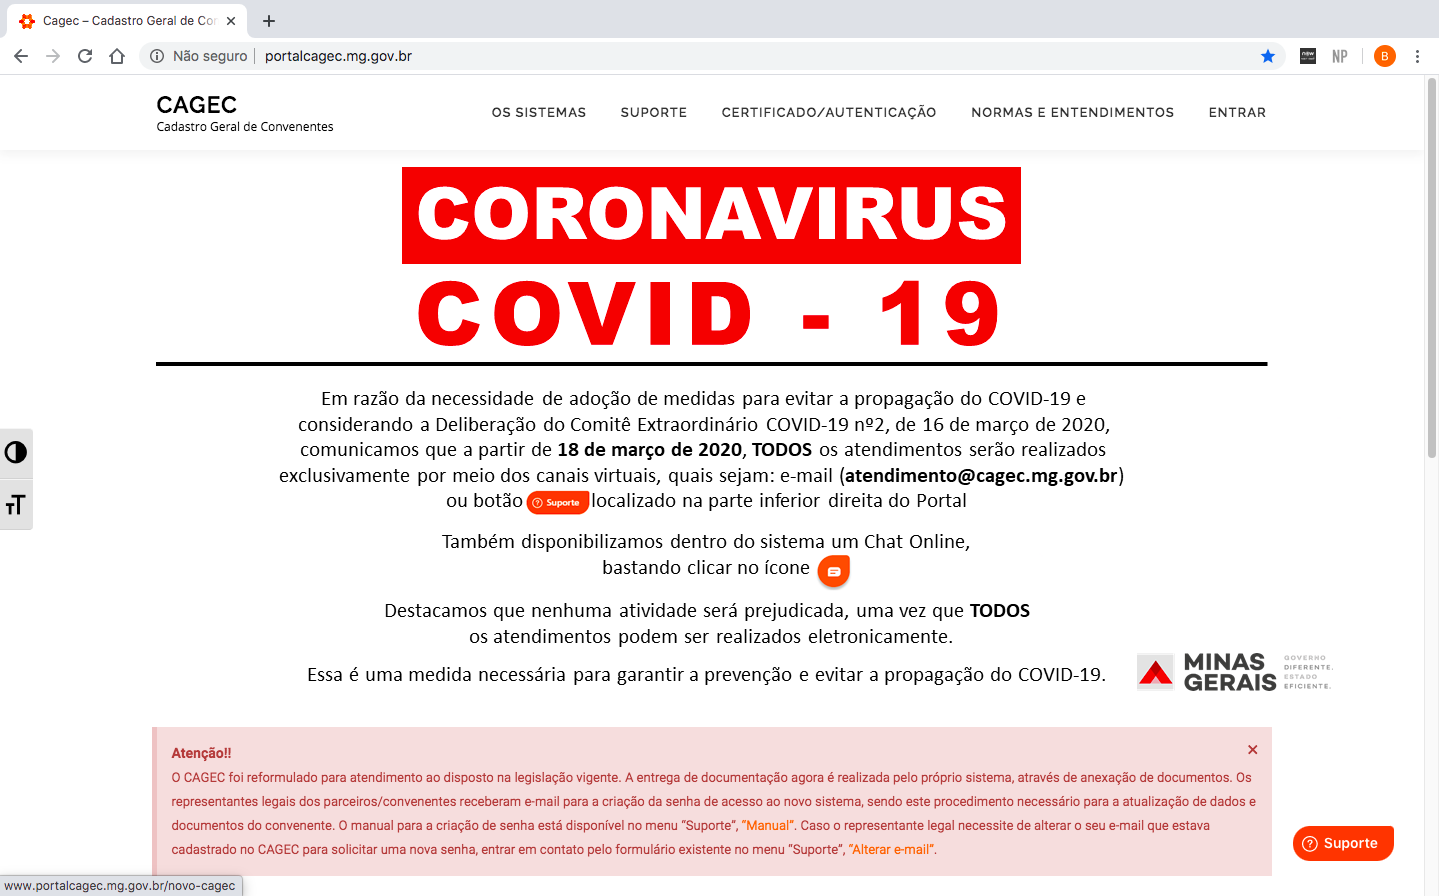 Cagec – Cadastro Geral de Con
Não seguro
portalcagec.mg.gov.br
now
NP
B
CAGEC
Cadastro Geral de Convenentes
OS SISTEMAS
SUPORTE
CERTIFICADO/AUTENTICAÇÃO
NORMAS E ENTENDIMENTOS
ENTRAR
CORONAVIRUS
COVID - 19
Em razão da necessidade de adoção de medidas para evitar a propagação do COVID-19 e
considerando a Deliberação do Comitê Extraordinário COVID-19 nº2, de 16 de março de 2020,
comunicamos que a partir de 18 de março de 2020, TODOS os atendimentos serão realizados
exclusivamente por meio dos canais virtuais, quais sejam: e-mail (atendimento@cagec.mg.gov.br)
ou botão Suporte localizado na parte inferior direita do Portal
Também disponibilizamos dentro do sistema um Chat Online,
bastando clicar no ícone
Destacamos que nenhuma atividade será prejudicada, uma vez que TODOS
os atendimentos podem ser realizados eletronicamente.
Essa é uma medida necessária para garantir a prevenção e evitar a propagação do COVID-19.
MINAS
GERAIS
GOVERNO
DIFERENTE.
ESTADO
EFICIENTE.
Atenção!!
O CAGEC foi reformulado para atendimento ao disposto na legislação vigente. A entrega de documentação agora é realizada pelo próprio sistema, através de anexação de documentos. Os
representantes legais dos parceiros/convenentes receberam e-mail para a criação da senha de acesso ao novo sistema, sendo este procedimento necessário para a atualização de dados e
documentos do convenente. O manual para a criação de senha está disponível no menu “Suporte”, “Manual”. Caso o representante legal necessite de alterar o seu e-mail que estava
cadastrado no CAGEC para solicitar uma nova senha, entrar em contato pelo formulário existente no menu “Suporte”, “Alterar e-mail”.
Suporte
www.portalcagec.mg.gov.br/novo-cagec